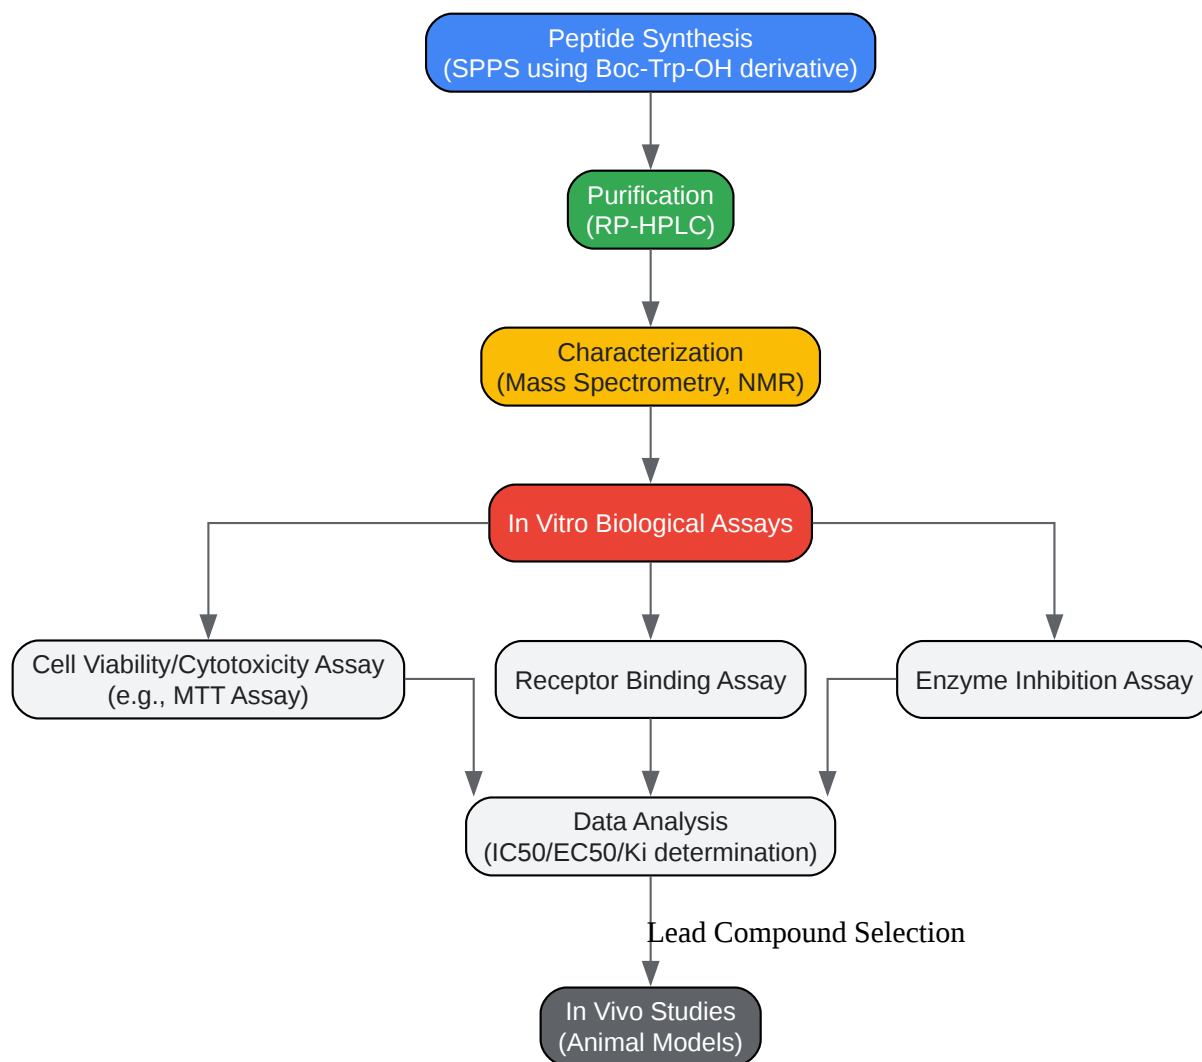 Peptide Synthesis
(SPPS using Boc-Trp-OH derivative)
Purification
(RP-HPLC)
Characterization
(Mass Spectrometry, NMR)
In Vitro Biological Assays
Cell Viability/Cytotoxicity Assay
(e.g., MTT Assay)
Receptor Binding Assay
Enzyme Inhibition Assay
Data Analysis
(IC50/EC50/Ki determination)
Lead Compound Selection
In Vivo Studies
(Animal Models)